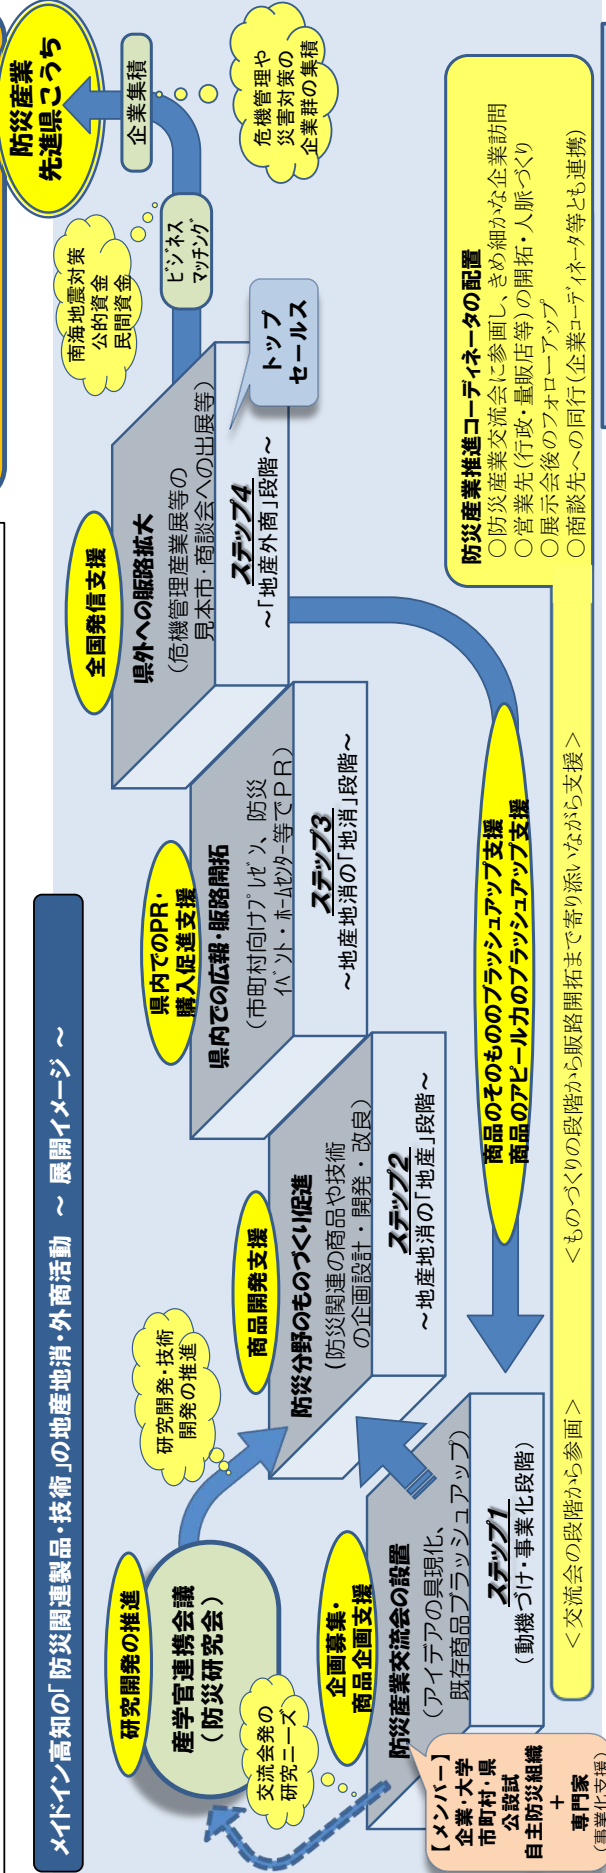 メイドイン高知の「防災関連製品・技術」の地産地消・外商活動 ～ 展開イメージ ～
防災産業
先進県こうち
企業集積
危機管理や
災害対策の
企業群の集積
ビジネス
マッチング
南海地震対策
公的資金
民間資金
トップ
セールス
全国発信支援
県外への販路拡大
（危機管理産業展等の
見本市・商談会への出展等）
ステップ4
～「地産外商」段階～
県内でのPR・
購入促進支援
県内での広報・販路開拓
（市町村向けプレゼン、防災
イベント・ホームセンター等でＰＲ）
ステップ3
～地産地消の「地消」段階～
商品開発支援
防災分野のものづくり促進
（防災関連の商品や技術
の企画設計・開発・改良）
ステップ2
～地産地消の「地産」段階～
研究開発・技術
開発の推進
研究開発の推進
産学官連携会議
（防災研究会）
交流会発の
研究ニーズ
企画募集・
商品企画支援
防災産業交流会の設置
（アイデアの具現化、
既存商品ブラッシュアップ）
ステップ1
（動機づけ・事業化段階）
【メンバー】
企業・大学
市町村・県
公設試
自主防災組織
＋
専門家
（事業化支援）
商品のそのもののブラッシュアップ支援
商品のアピール力のブラッシュアップ支援
防災産業推進コーディネータの配置
○防災産業交流会に参画し、きめ細かな企業訪問
○営業先（行政・量販店等）の開拓・人脈づくり
○展示会後のフォローアップ
○商談先への同行（企業コーディネータ等とも連携）
＜交流会の段階から参画＞
＜ものづくりの段階から販路開拓まで寄り添いながら支援＞